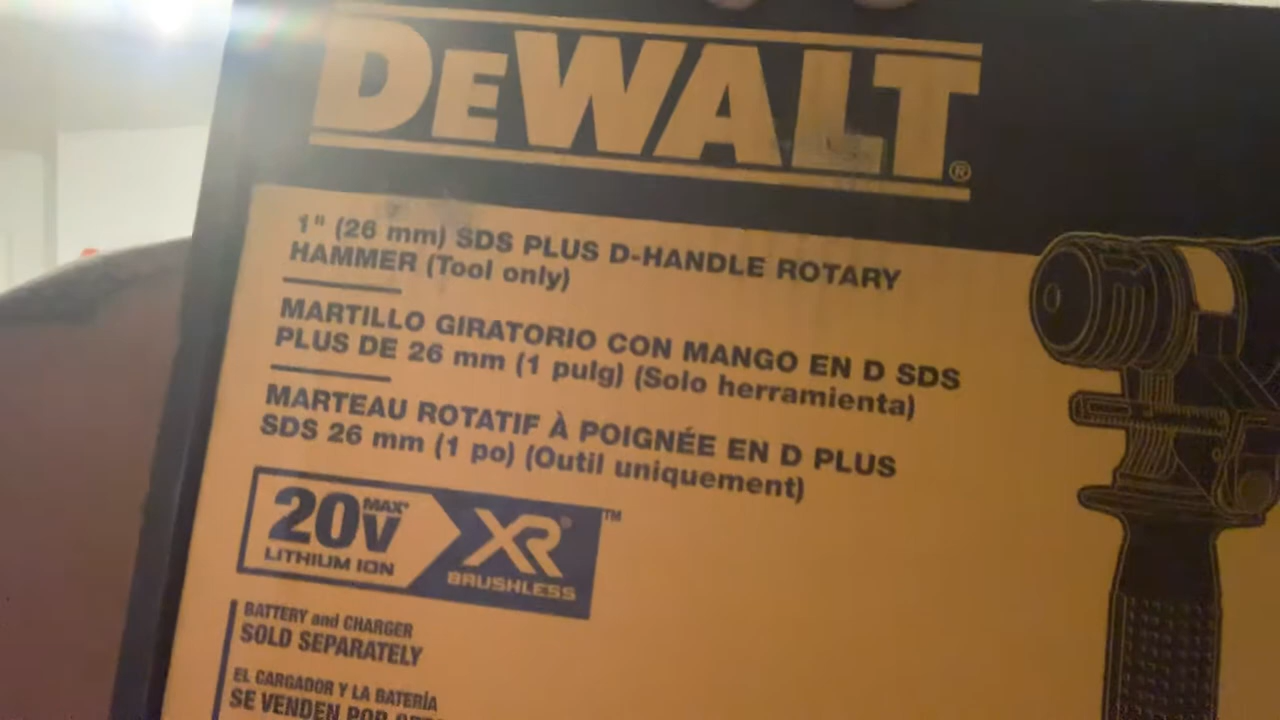 DEWALT®
1" (26 mm) SDS PLUS D-HANDLE ROTARY
HAMMER (Tool only)
MARTILLO GIRATORIO CON MANGO EN D SDS
PLUS DE 26 mm (1 pulg) (Solo herramienta)
MARTEAU ROTATIF À POIGNÉE EN D PLUS
SDS 26 mm (1 po) (Outil uniquement)
20V MAX*
LITHIUM ION
XR®™
BRUSHLESS
BATTERY and CHARGER
SOLD SEPARATELY
EL CARGADOR Y LA BATERÍA
SE VENDEN POR